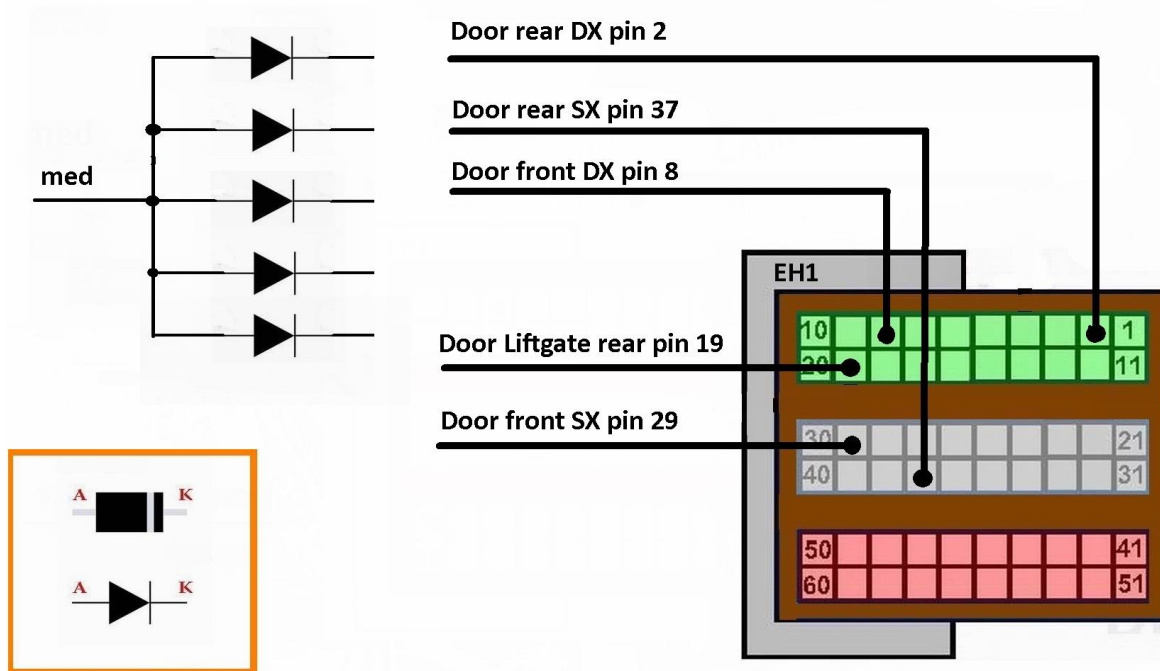 Door rear DX pin 2
Door rear SX pin 37
med
Door front DX pin 8
EH1
10 1
Door Liftgate rear pin 19
20 11
Door front SX pin 29
30 21
40 31
A K
50 41
A K
60 51